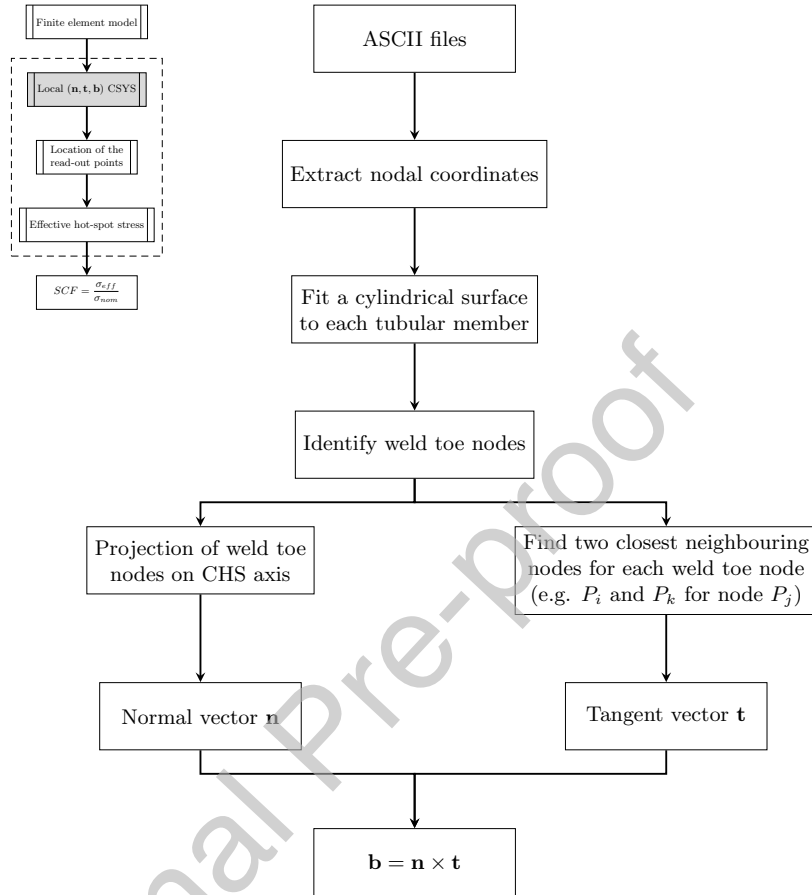 Finite element model
Local (n, t, b) CSYS
Location of the
read-out points
Effective hot-spot stress
SCF = σ_eff / σ_nom
ASCII files
Extract nodal coordinates
Fit a cylindrical surface
to each tubular member
Identify weld toe nodes
Projection of weld toe
nodes on CHS axis
Find two closest neighbouring
nodes for each weld toe node
(e.g. P_i and P_k for node P_j)
Normal vector n
Tangent vector t
b = n × t
nal Pre-proof